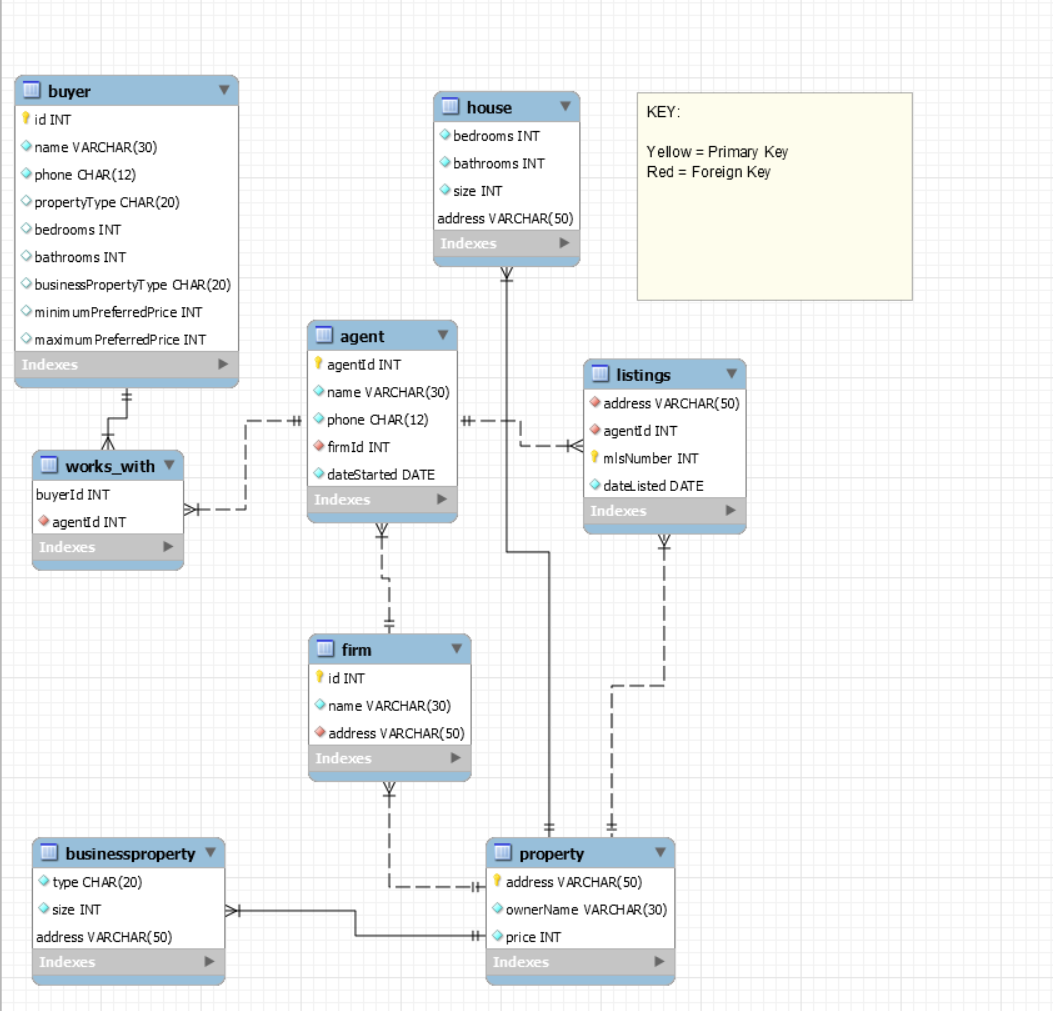 buyer
id INT
name VARCHAR(30)
phone CHAR(12)
propertyType CHAR(20)
bedrooms INT
bathrooms INT
businessPropertyType CHAR(20)
minimumPreferredPrice INT
maximumPreferredPrice INT
Indexes
house
bedrooms INT
bathrooms INT
size INT
address VARCHAR(50)
Indexes
KEY:
Yellow = Primary Key
Red = Foreign Key
agent
agentId INT
name VARCHAR(30)
phone CHAR(12)
firmId INT
dateStarted DATE
Indexes
listings
address VARCHAR(50)
agentId INT
mlsNumber INT
dateListed DATE
Indexes
works_with
buyerId INT
agentId INT
Indexes
firm
id INT
name VARCHAR(30)
address VARCHAR(50)
Indexes
businessproperty
type CHAR(20)
size INT
address VARCHAR(50)
Indexes
property
address VARCHAR(50)
ownerName VARCHAR(30)
price INT
Indexes